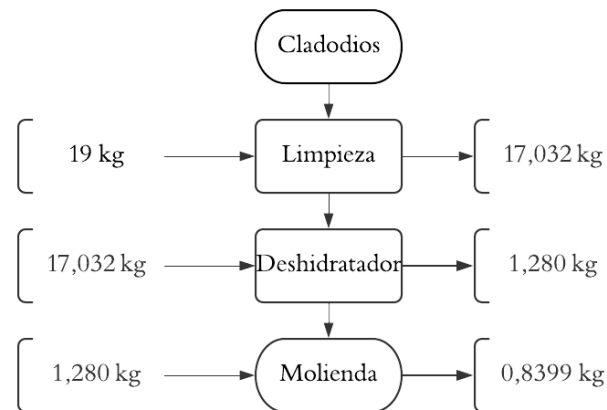 Cladodios
19 kg
Limpieza
17,032 kg
17,032 kg
Deshidratador
1,280 kg
1,280 kg
Molienda
0,8399 kg